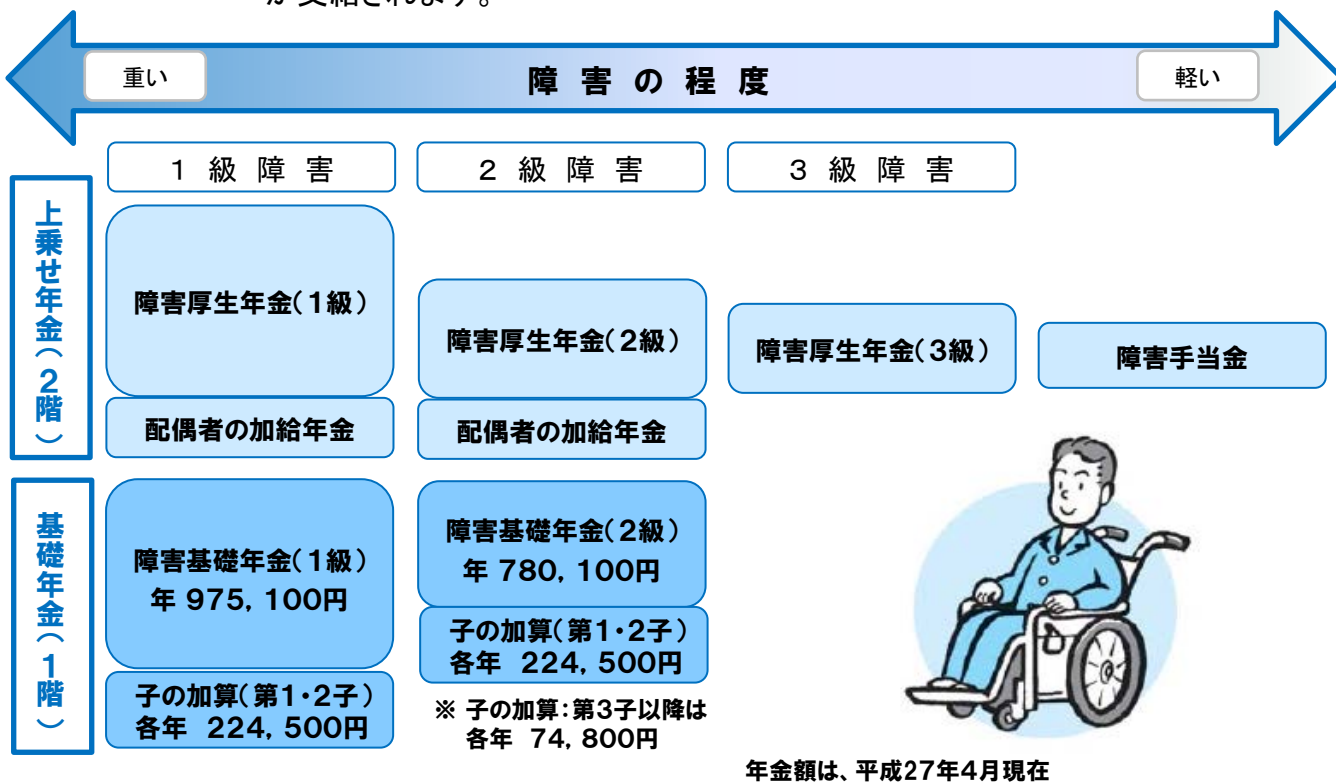 が支給されます。
重い
障害の程度
軽い
1級障害
2級障害
3級障害
上乗せ年金(2階)
障害厚生年金(1級)
障害厚生年金(2級)
障害厚生年金(3級)
障害手当金
配偶者の加給年金
配偶者の加給年金
基礎年金(1階)
障害基礎年金(1級)
年 975,100円
子の加算(第1・2子)
各年 224,500円
障害基礎年金(2級)
年 780,100円
子の加算(第1・2子)
各年 224,500円
※ 子の加算:第3子以降は
各年 74,800円
年金額は、平成27年4月現在